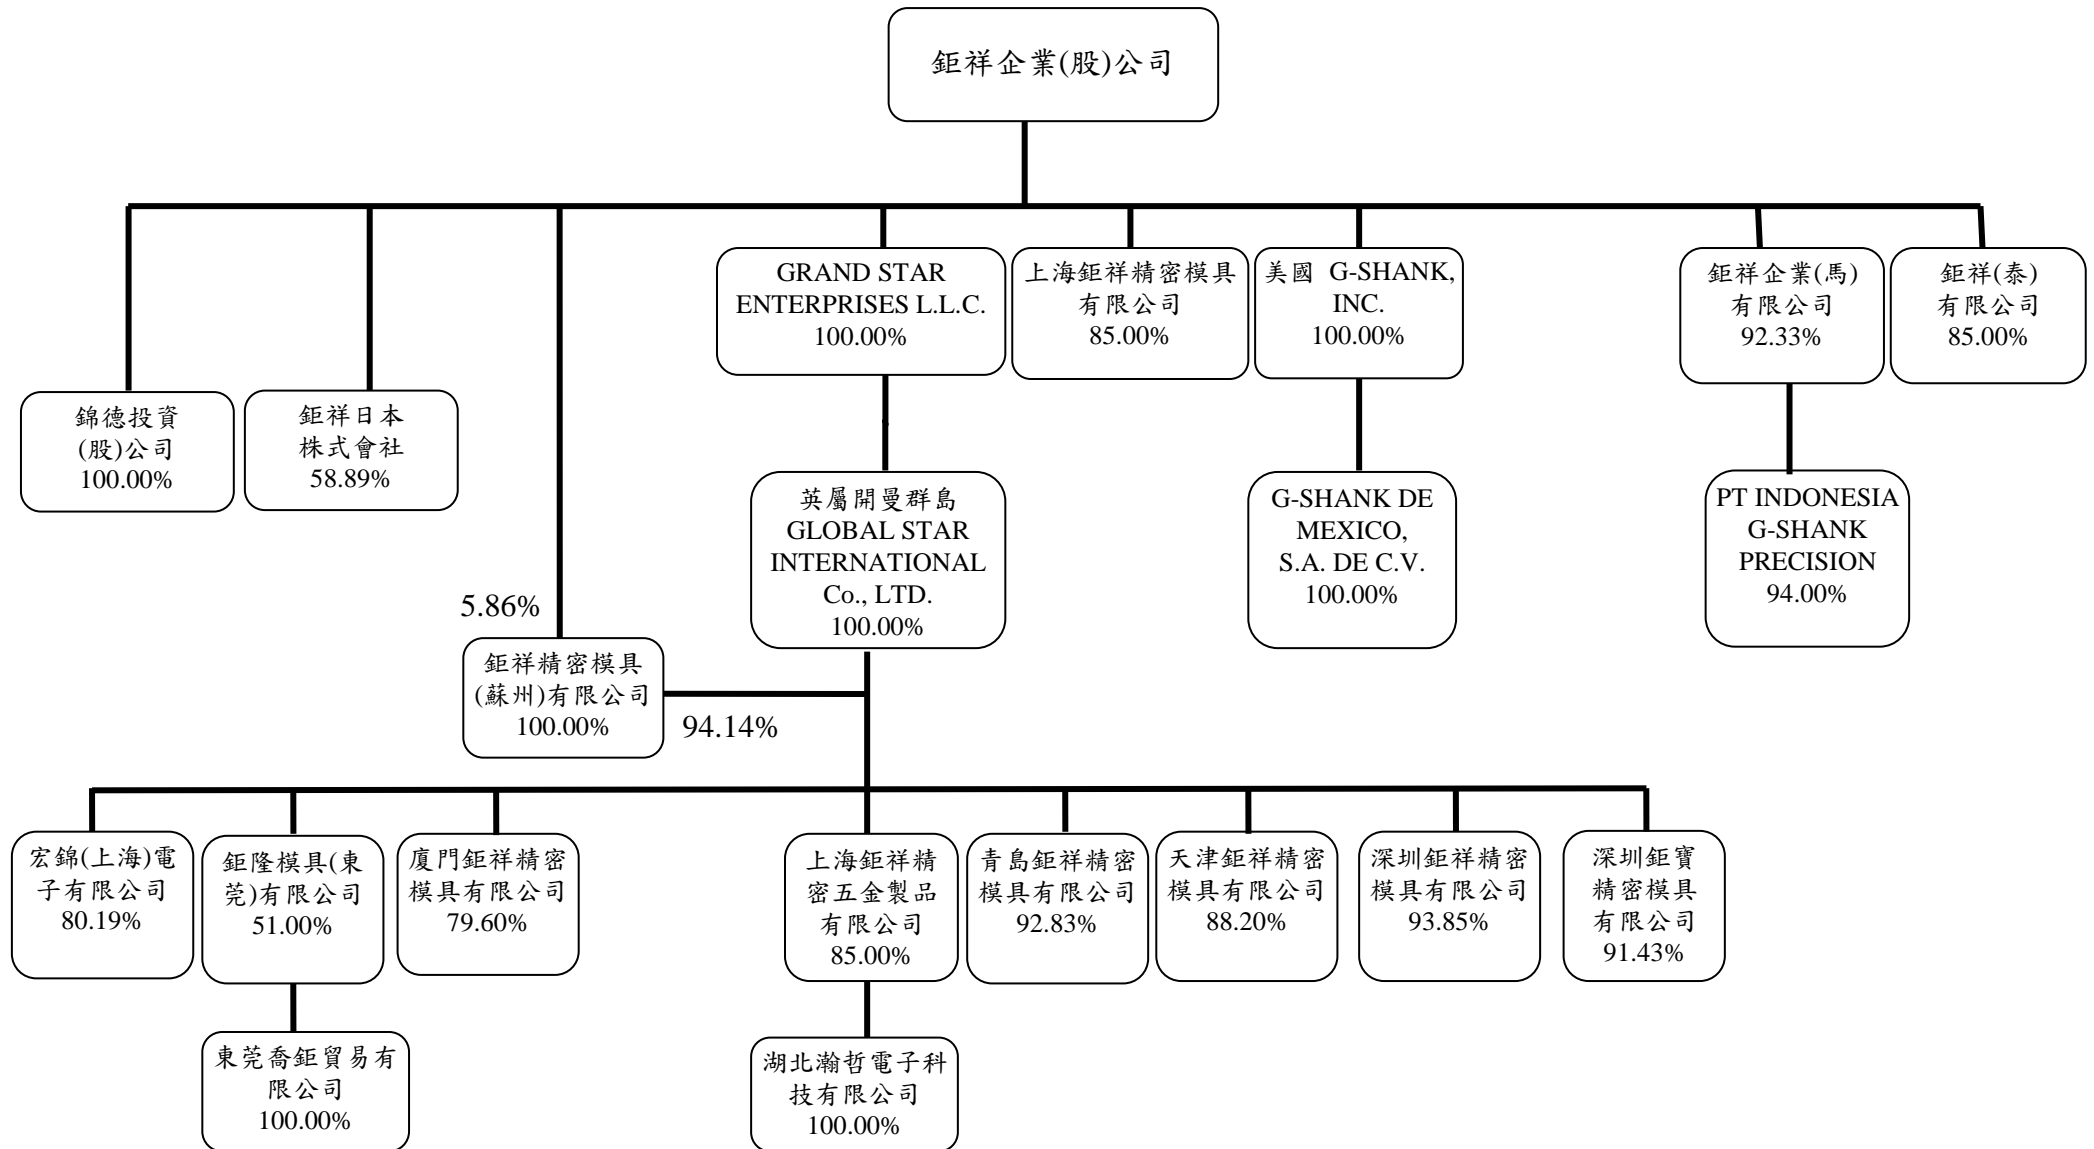 鉅祥企業(股)公司
GRAND STAR
ENTERPRISES L.L.C.
100.00%
上海鉅祥精密模具
有限公司
85.00%
美國 G-SHANK,
INC.
100.00%
鉅祥企業(馬)
有限公司
92.33%
鉅祥(泰)
有限公司
85.00%
錦德投資
(股)公司
100.00%
鉅祥日本
株式會社
58.89%
英屬開曼群島
GLOBAL STAR
INTERNATIONAL
Co., LTD.
100.00%
G-SHANK DE
MEXICO,
S.A. DE C.V.
100.00%
PT INDONESIA
G-SHANK
PRECISION
94.00%
5.86%
鉅祥精密模具
(蘇州)有限公司
100.00%
94.14%
宏錦(上海)電
子有限公司
80.19%
鉅隆模具(東
莞)有限公司
51.00%
廈門鉅祥精密
模具有限公司
79.60%
上海鉅祥精
密五金製品
有限公司
85.00%
青島鉅祥精密
模具有限公司
92.83%
天津鉅祥精密
模具有限公司
88.20%
深圳鉅祥精密
模具有限公司
93.85%
深圳鉅寶
精密模具
有限公司
91.43%
東莞喬鉅貿易有
限公司
100.00%
湖北瀚哲電子科
技有限公司
100.00%